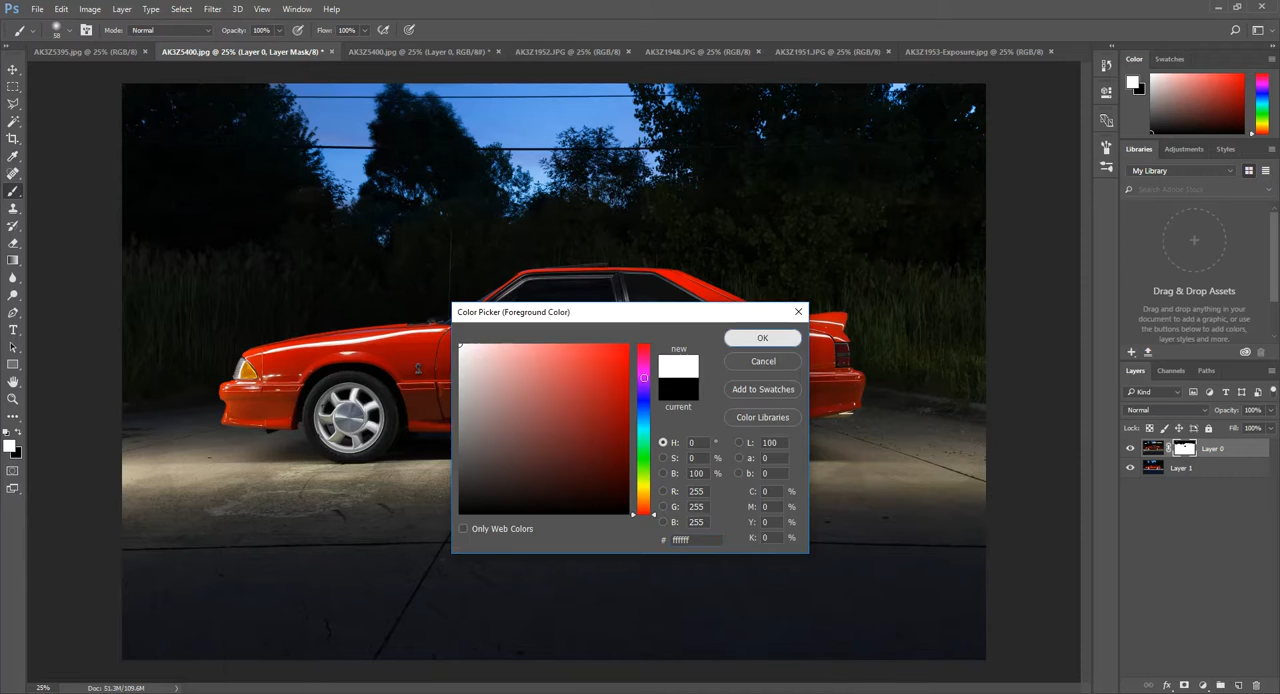 Ps File Edit Image Layer Type Select Filter 3D View Window Help
58 Mode: Normal Opacity: 100% Flow: 100%
AK3Z5395.jpg @ 25% (RGB/8) AK3Z5400.jpg @ 25% (Layer 0, Layer Mask/8) * AK3Z5400.jpg @ 25% (Layer 0, RGB/8#) * AK3Z1952.JPG @ 25% (RGB/8) AK3Z1948.JPG @ 25% (RGB/8) AK3Z1951.JPG @ 25% (RGB/8) AK3Z1953-Exposure.jpg @ 25% (RGB/8)
Color Swatches
Libraries Adjustments Styles
My Library
Search Adobe Stock
Drag & Drop Assets
Drag and drop anything in your
document to add a graphic, or
use the buttons below to add colors,
layer styles and more.
Layers Channels Paths
Kind
Normal Opacity: 100%
Lock: Fill: 100%
Layer 0
Layer 1
Color Picker (Foreground Color)
new
current
OK
Cancel
Add to Swatches
Color Libraries
H: 0 °
S: 0 %
B: 100 %
R: 255
G: 255
B: 255
# ffffff
L: 100
a: 0
b: 0
C: 0 %
M: 0 %
Y: 0 %
K: 0 %
Only Web Colors
25% Doc: 51.3M/109.6M